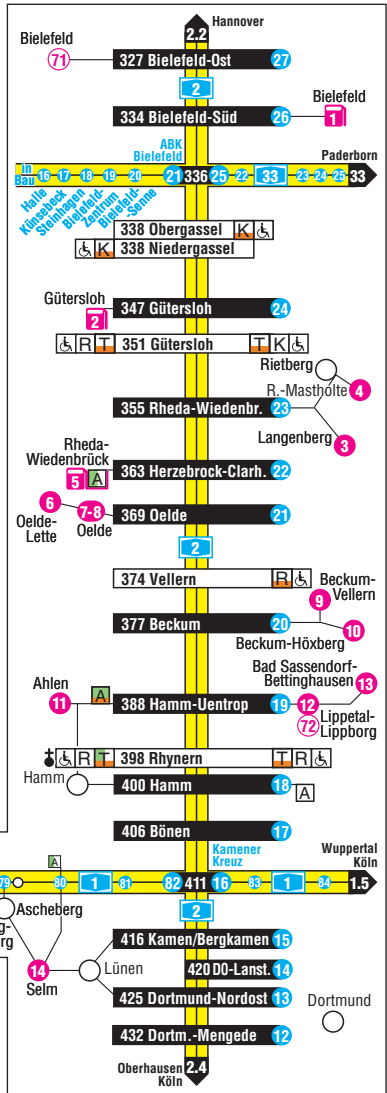 Hannover
2.2
Bielefeld
71
327 Bielefeld-Ost 27
2
334 Bielefeld-Süd 26
Bielefeld
1
ABK
Bielefeld
Paderborn
in
Bau
16 17 18 19 20 21 336 25 22 33 23 24 25 33
Halle
Künsebeck
Steinhagen
Bielefeld-
Zentrum
Bielefeld-
-Senne
338 Obergassel K
K 338 Niedergassel
Gütersloh
2
347 Gütersloh 24
R T 351 Gütersloh T K
Rietberg
R.-Mastholte 4
355 Rheda-Wiedenbr. 23
Langenberg 3
Rheda-
Wiedenbrück
5 A
363 Herzebrock-Clarh. 22
6
Oelde-
Lette
7-8
Oelde
369 Oelde 21
2
374 Vellern R
Beckum-
Vellern
9
377 Beckum 20
10
Beckum-Höxberg
Bad Sassendorf-
Bettinghausen 13
Ahlen
11
A
388 Hamm-Uentrop 19
12
72
Lippetal-
Lippborg
R T 398 Rhynern T R
Hamm
400 Hamm 18
A
406 Bönen 17
Kamener
Kreuz
Wuppertal
Köln
A
79 80 1 81 82 411 16 83 1 84 1.5
Ascheberg
g-
rg
2
14
Selm
Lünen
416 Kamen/Bergkamen 15
420 DO-Lanst. 14
425 Dortmund-Nordost 13
Dortmund
432 Dortm.-Mengede 12
Oberhausen
Köln
2.4